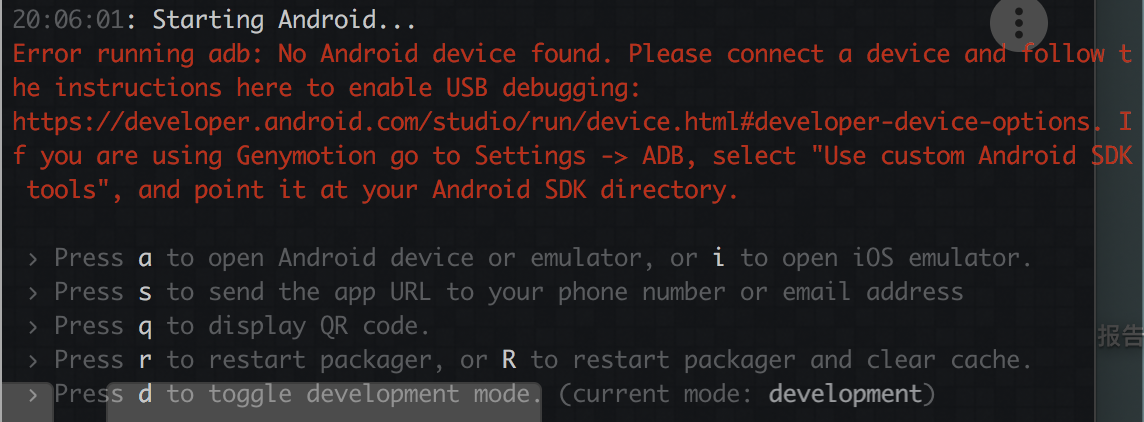 20:06:01: Starting Android...
Error running adb: No Android device found. Please connect a device and follow t
he instructions here to enable USB debugging:
https://developer.android.com/studio/run/device.html#developer-device-options. I
f you are using Genymotion go to Settings -> ADB, select "Use custom Android SDK
 tools", and point it at your Android SDK directory.
› Press a to open Android device or emulator, or i to open iOS emulator.
› Press s to send the app URL to your phone number or email address
› Press q to display QR code.
› Press r to restart packager, or R to restart packager and clear cache.
报告
› Press d to toggle development mode. (current mode: development)